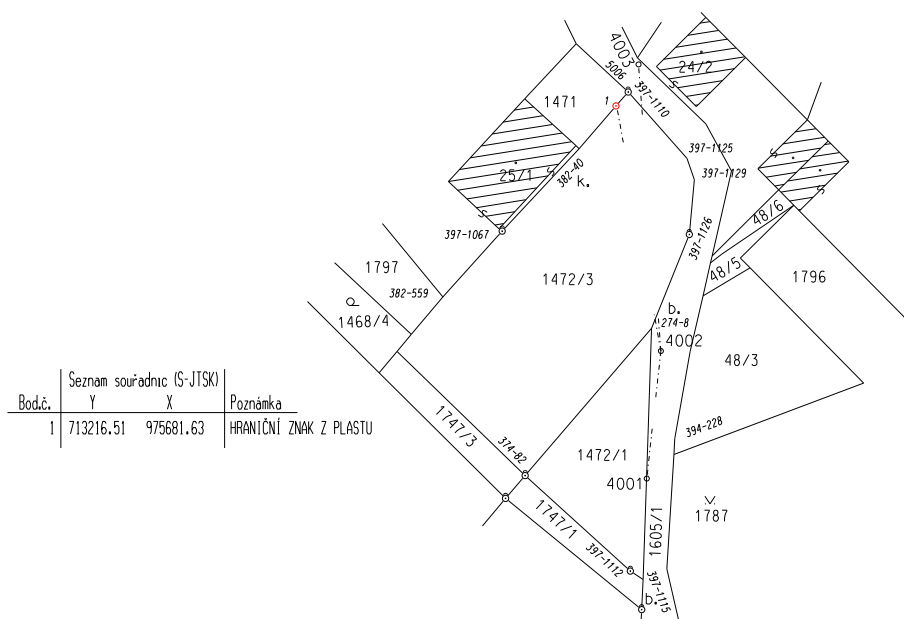 4003
24/2
5006
1
397-1110
1471
397-1125
397-1129
25/1
382-40
k.
S
S
S
S
S
S
397-1067
397-1126
48/6
1797
1472/3
48/5
1796
382-559
b.
1468/4
274-8
4002
48/3
Seznam souřadnic (S-JTSK)
Bod.č. Y X Poznámka
1 713216.51 975681.63 HRANIČNÍ ZNAK Z PLASTU
1747/3
374-82
394-228
1472/1
4001
1787
1747/1
1605/1
397-1112
397-1115
b.